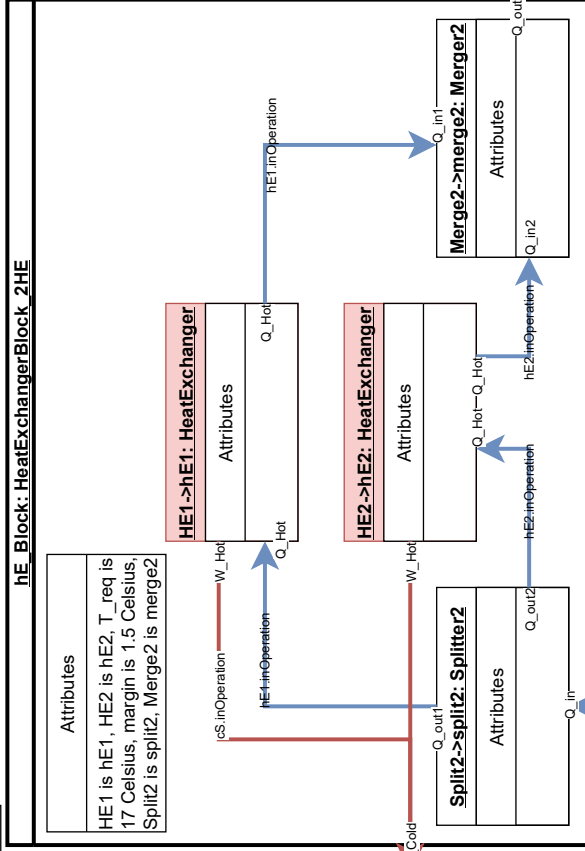 hE_Block: HeatExchangerBlock_2HE
Attributes
HE1 is hE1, HE2 is hE2, T_req is
17 Celsius, margin is 1.5 Celsius,
Split2 is split2, Merge2 is merge2
HE1->hE1: HeatExchanger
Attributes
W_Hot
Q_Hot
Q_Hot
cS.inOperation
hE1.inOperation
hE1.inOperation
HE2->hE2: HeatExchanger
Attributes
W_Hot
Q_Hot
Q_Hot
hE2.inOperation
hE2.inOperation
Cold
Q_out1
Split2->split2: Splitter2
Attributes
Q_out2
Q_in
Q_in1
Merge2->merge2: Merger2
Attributes
Q_in2
Q_out